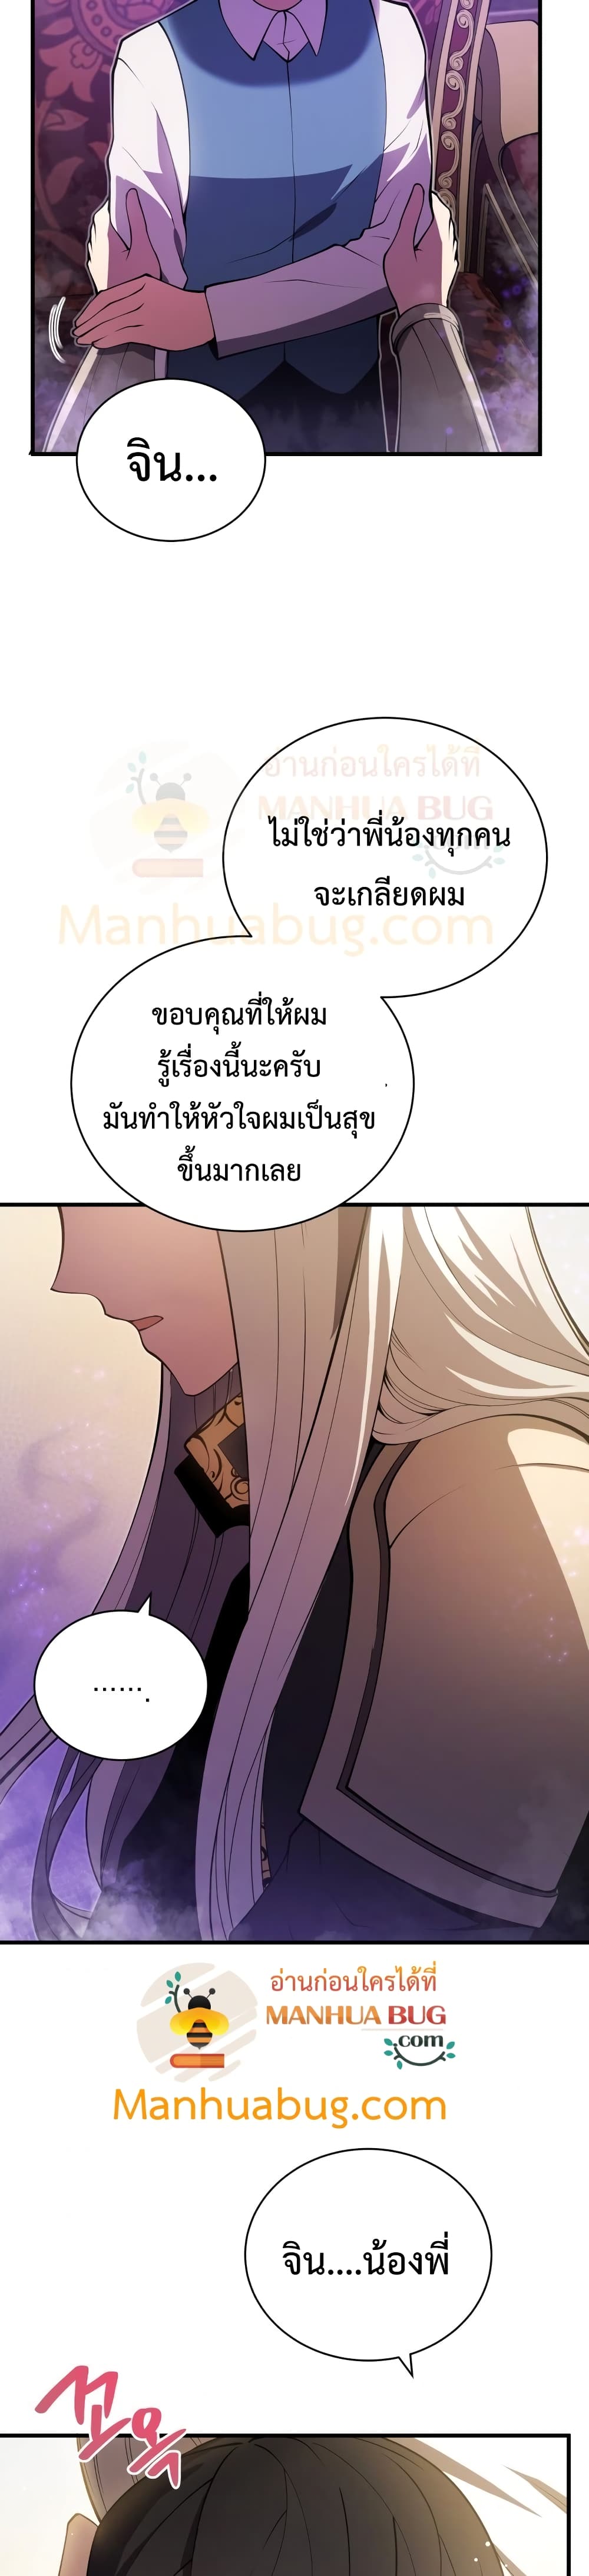 จิน...
อ่านก่อนใครได้ที่
MANHUA BUG
ไม่ใช่ว่าพี่น้องทุกคน
จะเกลียดผม
Manhuabug.com
ขอบคุณที่ให้ผม
รู้เรื่องนี้นะครับ
มันทำให้หัวใจผมเป็นสุข
ขึ้นมากเลย
.......
อ่านก่อนใครได้ที่
MANHUA BUG
.com
Manhuabug.com
จิน....น้องพี่